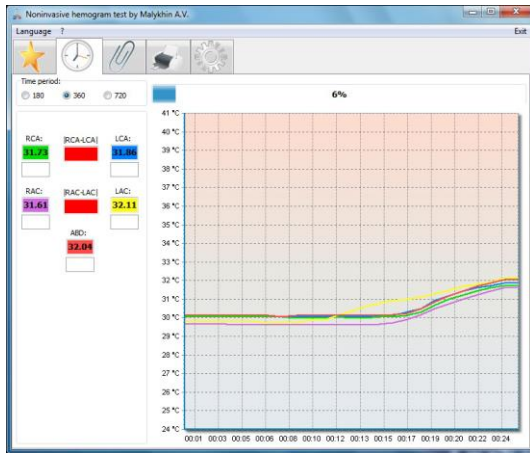 Noninvasive hemogram test by Malykhin A.V.
Language ? Exit
Time period:
180 360 720
6%
RCA: |RCA-LCA| LCA:
31.73 31.86
RAC: |RAC-LAC| LAC:
31.61 32.11
ABD:
32.04
41 °C
40 °C
39 °C
38 °C
37 °C
36 °C
35 °C
34 °C
33 °C
32 °C
31 °C
30 °C
29 °C
28 °C
27 °C
26 °C
25 °C
24 °C
00:01 00:03 00:05 00:06 00:08 00:10 00:12 00:13 00:15 00:17 00:19 00:20 00:22 00:24